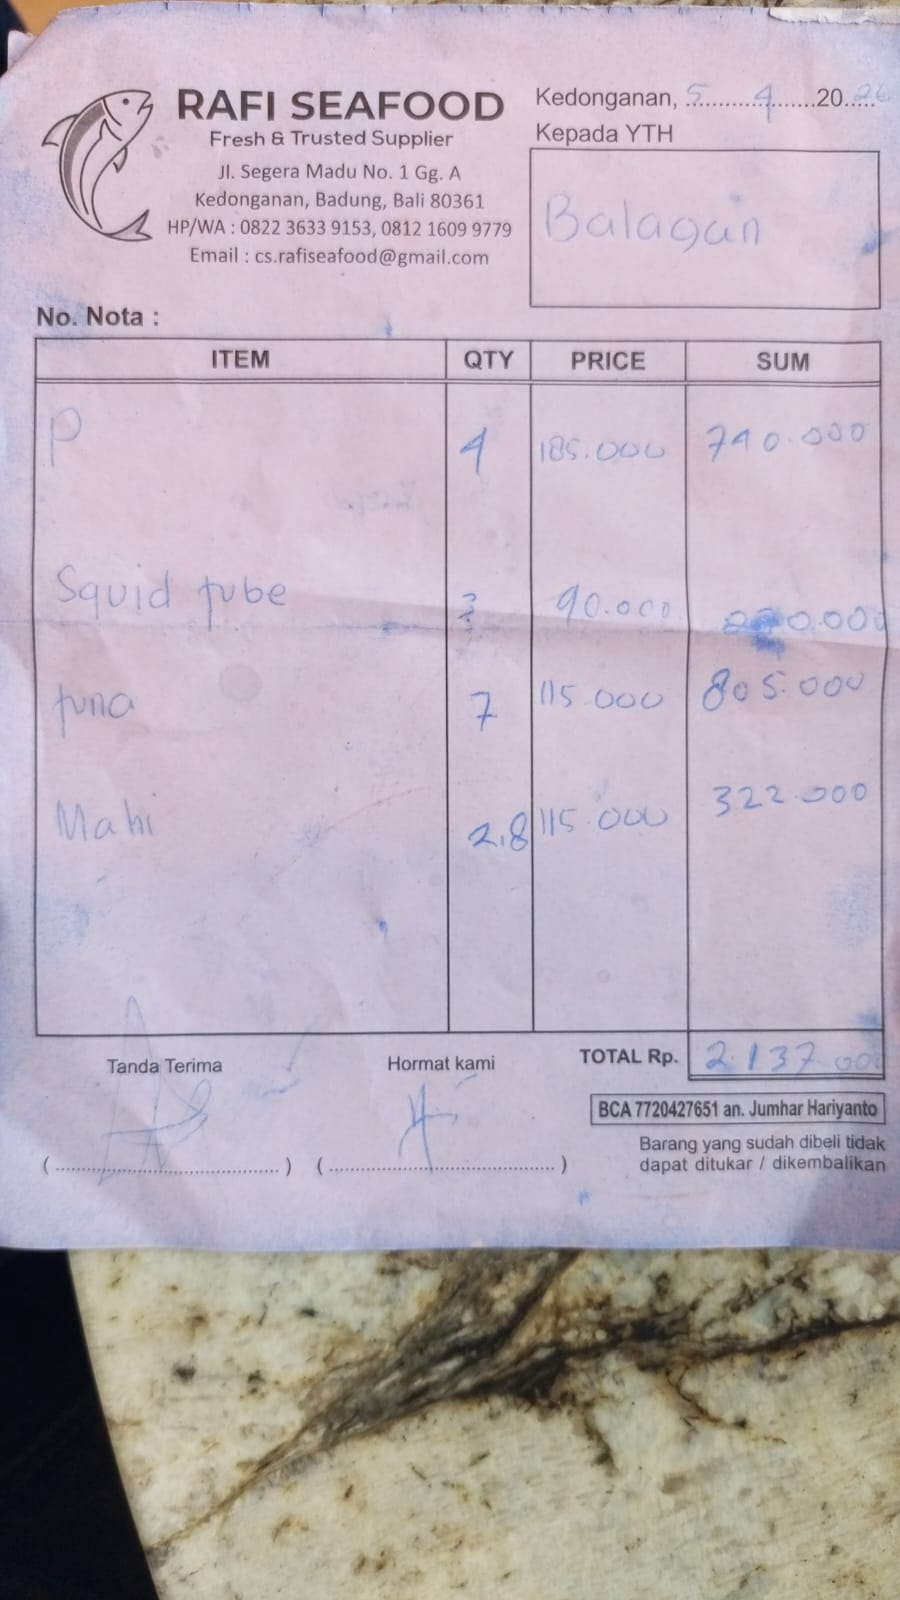 RAFI SEAFOOD
Fresh & Trusted Supplier
Jl. Segera Madu No. 1 Gg. A
Kedonganan, Badung, Bali 80361
HP/WA : 0822 3633 9153, 0812 1609 9779
Email : cs.rafiseafood@gmail.com
Kedonganan, 5 4 2026
Kepada YTH
Balagan
No. Nota :
ITEM QTY PRICE SUM
P 4 185.000 740.000
Squid tube 90.000
tuna 7 115.000 805.000
Mahi 2,8 115.000 322.000
Tanda Terima Hormat kami TOTAL Rp. 2.137.000
BCA 7720427651 an. Jumhar Hariyanto
Barang yang sudah dibeli tidak
dapat ditukar / dikembalikan